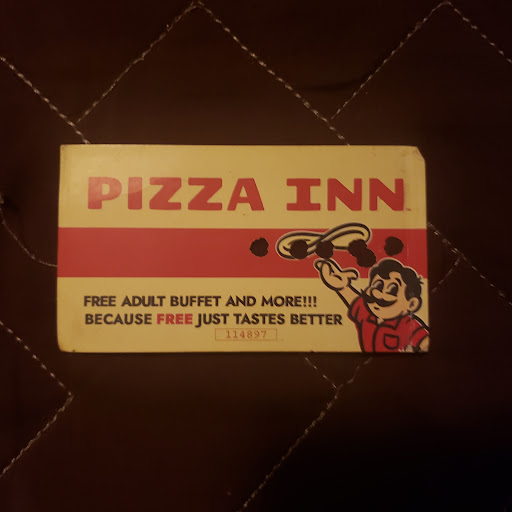 PIZZA INN
FREE ADULT BUFFET AND MORE!!!
BECAUSE FREE JUST TASTES BETTER
114897